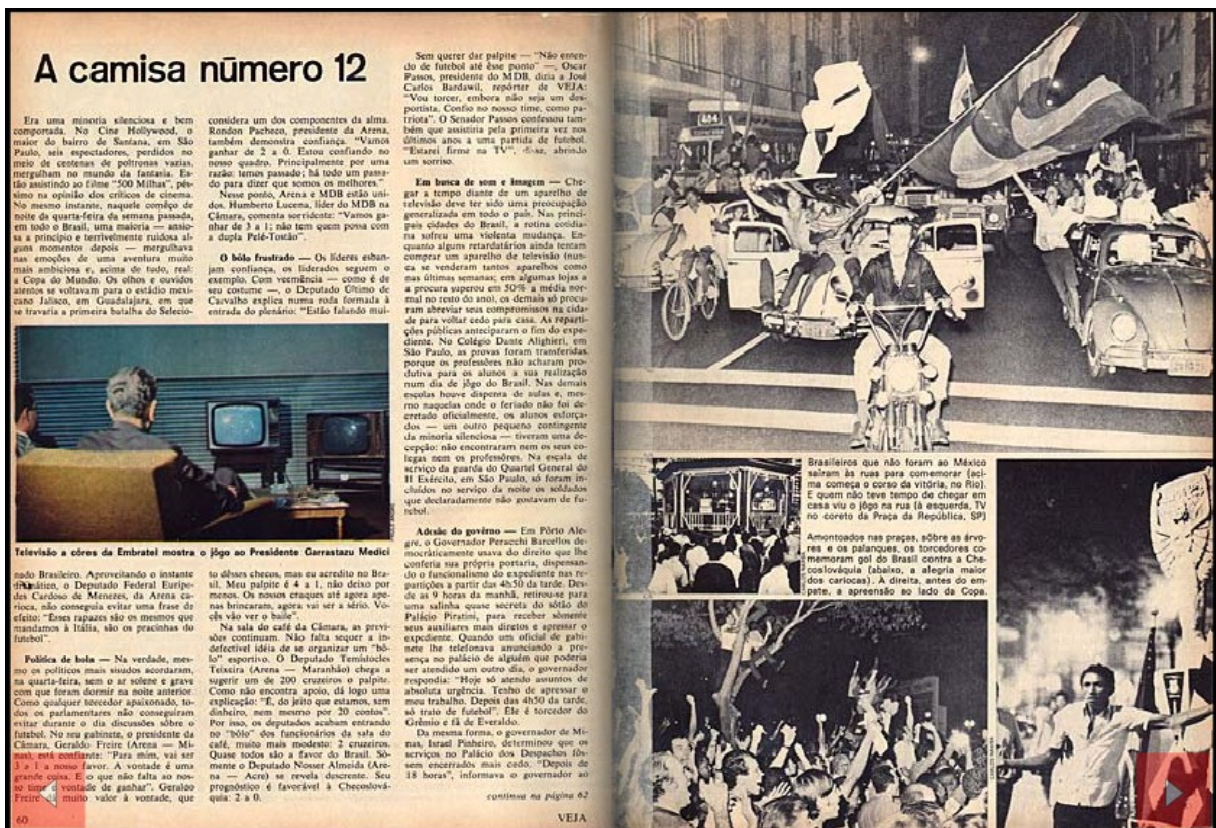 A camisa número 12
Era uma minoria silenciosa e bem
comportada. No Cine Hollywood, o
maior do bairro de Santana, em São
Paulo, seis espectadores, perdidos no
meio de centenas de poltronas vazias,
mergulham no mundo da fantasia. Es-
tão assistindo ao filme "500 Milhas", pés-
simo na opinião dos críticos de cinema.
No mesmo instante, naquele comêço de
noite da quarta-feira da semana passada,
em todo o Brasil, uma maioria — ansio-
sa a princípio e terrivelmente ruidosa al-
guns momentos depois — mergulhava
nas emoções de uma aventura muito
mais ambiciosa e, acima de tudo, real:
a Copa do Mundo. Os olhos e ouvidos
atentos se voltavam para o estádio mexi-
cano Jalisco, em Guadalajara, em que
se travaria a primeira batalha do Selecio-
Televisão a côres da Embratel mostra o jôgo ao Presidente Garrastazu Medici
nado Brasileiro. Aproveitando o instante
o Deputado Federal Eurípe-
des Cardoso de Menezes, da Arena ca-
rioca, não conseguia evitar uma frase de
efeito: "Êsses rapazes são os mesmos que
mandamos à Itália, são os pracinhas do
futebol".
Política de bola — Na verdade, mes-
mo os políticos mais sisudos acordaram,
na quarta-feira, sem o ar solene e grave
com que foram dormir na noite anterior.
Como qualquer torcedor apaixonado, to-
dos os parlamentares não conseguiram
evitar durante o dia discussões sôbre o
futebol. No seu gabinete, o presidente da
Câmara, Geraldo Freire (Arena — Mi-
nas), está confiante: "Para mim, vai ser
3 a 1 a nosso favor. A vontade é uma
grande coisa. E o que não falta ao nos-
so time é vontade de ganhar". Geraldo
Freire dá muito valor à vontade, que
60
considera um dos componentes da alma.
Rondon Pacheco, presidente da Arena,
também demonstra confiança. "Vamos
ganhar de 2 a 0. Estou confiando no
nosso quadro. Principalmente por uma
razão: temos passado; há todo um passa-
do para dizer que somos os melhores."
Nesse ponto, Arena e MDB estão uni-
dos. Humberto Lucena, líder do MDB na
Câmara, comenta sorridente: "Vamos ga-
nhar de 3 a 1; não tem quem possa com
a dupla Pelé-Tostão".
O bôlo frustrado — Os líderes esban-
jam confiança, os liderados seguem o
exemplo. Com veemência — como é de
seu costume —, o Deputado Último de
Carvalho explica numa roda formada à
entrada do plenário: "Estão falando mui-
to dêsses checos, mas eu acredito no Bra-
sil. Meu palpite é 4 a 1, não deixo por
menos. Os nossos craques até agora ape-
nas brincaram, agora vai ser a sério. Vo-
cês vão ver o baile".
Na sala do café da Câmara, as previ-
sões continuam. Não falta sequer a in-
defectível idéia de se organizar um "bô-
lo" esportivo. O Deputado Temístocles
Teixeira (Arena — Maranhão) chega a
sugerir um de 200 cruzeiros o palpite.
Como não encontra apoio, dá logo uma
explicação: "É, do jeito que estamos, sem
dinheiro, nem mesmo por 20 contos".
Por isso, os deputados acabam entrando
no "bôlo" dos funcionários da sala do
café, muito mais modesto: 2 cruzeiros.
Quase todos são a favor do Brasil. Sò-
mente o Deputado Nosser Almeida (Are-
na — Acre) se revela descrente. Seu
prognóstico é favorável à Checoslová-
quia: 2 a 0.
Sem querer dar palpite — "Não enten-
do de futebol até êsse ponto" —, Oscar
Passos, presidente do MDB, dizia a José
Carlos Bardawil, repórter de VEJA:
"Vou torcer, embora não seja um des-
portista. Confio no nosso time, como pa-
triota". O Senador Passos confessou tam-
bém que assistiria pela primeira vez nos
últimos anos a uma partida de futebol.
"Estarei firme na TV", disse, abrindo
um sorriso.
Em busca de som e imagem — Che-
gar a tempo diante de um aparelho de
televisão deve ter sido uma preocupação
generalizada em todo o país. Nas princi-
pais cidades do Brasil, a rotina cotidia-
na sofreu uma violenta mudança. En-
quanto alguns retardatários ainda tentam
comprar um aparelho de televisão (nun-
ca se venderam tantos aparelhos como
nas últimas semanas; em algumas lojas a
a procura superou em 50% a média nor-
mal no resto do ano), os demais só procu-
ram abreviar seus compromissos na cida-
de para voltar cedo para casa. As reparti-
ções públicas anteciparam o fim do expe-
diente. No Colégio Dante Alighieri, em
São Paulo, as provas foram transferidas
porque os professôres não acharam pro-
dutiva para os alunos a sua realização
num dia de jôgo do Brasil. Nas demais
escolas houve dispensa de aulas e, mes-
mo naquelas onde o feriado não foi de-
cretado oficialmente, os alunos esforça-
dos — um outro pequeno contingente
da minoria silenciosa — tiveram uma de-
cepção: não encontraram nem os seus co-
legas nem os professôres. Na escala de
serviço da guarda do Quartel General do
II Exército, em São Paulo, só foram in-
cluídos no serviço da noite os soldados
que declaradamente não gostavam de fu-
tebol.
Adesão do govêrno — Em Pôrto Ale-
gre, o Governador Peracchi Barcellos de-
mocràticamente usava do direito que lhe
conferia sua própria portaria, dispensan-
do o funcionalismo do expediente nas re-
partições a partir das 4h50 da tarde. Des-
de as 9 horas da manhã, retirou-se para
uma salinha quase secreta do sótão do
Palácio Piratini, para receber sòmente
seus auxiliares mais diretos e apressar o
expediente. Quando um oficial de gabi-
nete lhe telefonava anunciando a pre-
sença no palácio de alguém que poderia
ser atendido um outro dia, o governador
respondia: "Hoje só atendo assuntos de
absoluta urgência. Tenho de apressar o
meu trabalho. Depois das 4h50 da tarde,
só trato de futebol". Êle é torcedor do
Grêmio e fã de Everaldo.
Da mesma forma, o governador de Mi-
nas, Israel Pinheiro, determinou que os
serviços no Palácio dos Despachos fôs-
sem encerrados mais cedo. "Depois de
18 horas", informava o governador ao
continua na página 62
VEJA
404
Brasileiros que não foram ao México
saíram às ruas para comemorar (aci-
ma começa o corso da vitória, no Rio).
E quem não teve tempo de chegar em
casa viu o jôgo na rua (à esquerda, TV
no coreto da Praça da República, SP)
Amontoados nas praças, sôbre as árvo-
res e os palanques, os torcedores co-
memoram gol do Brasil contra a Che-
coslováquia (abaixo, a alegria maior
dos cariocas). À direita, antes do em-
pate, a apreensão ao lado da Copa.